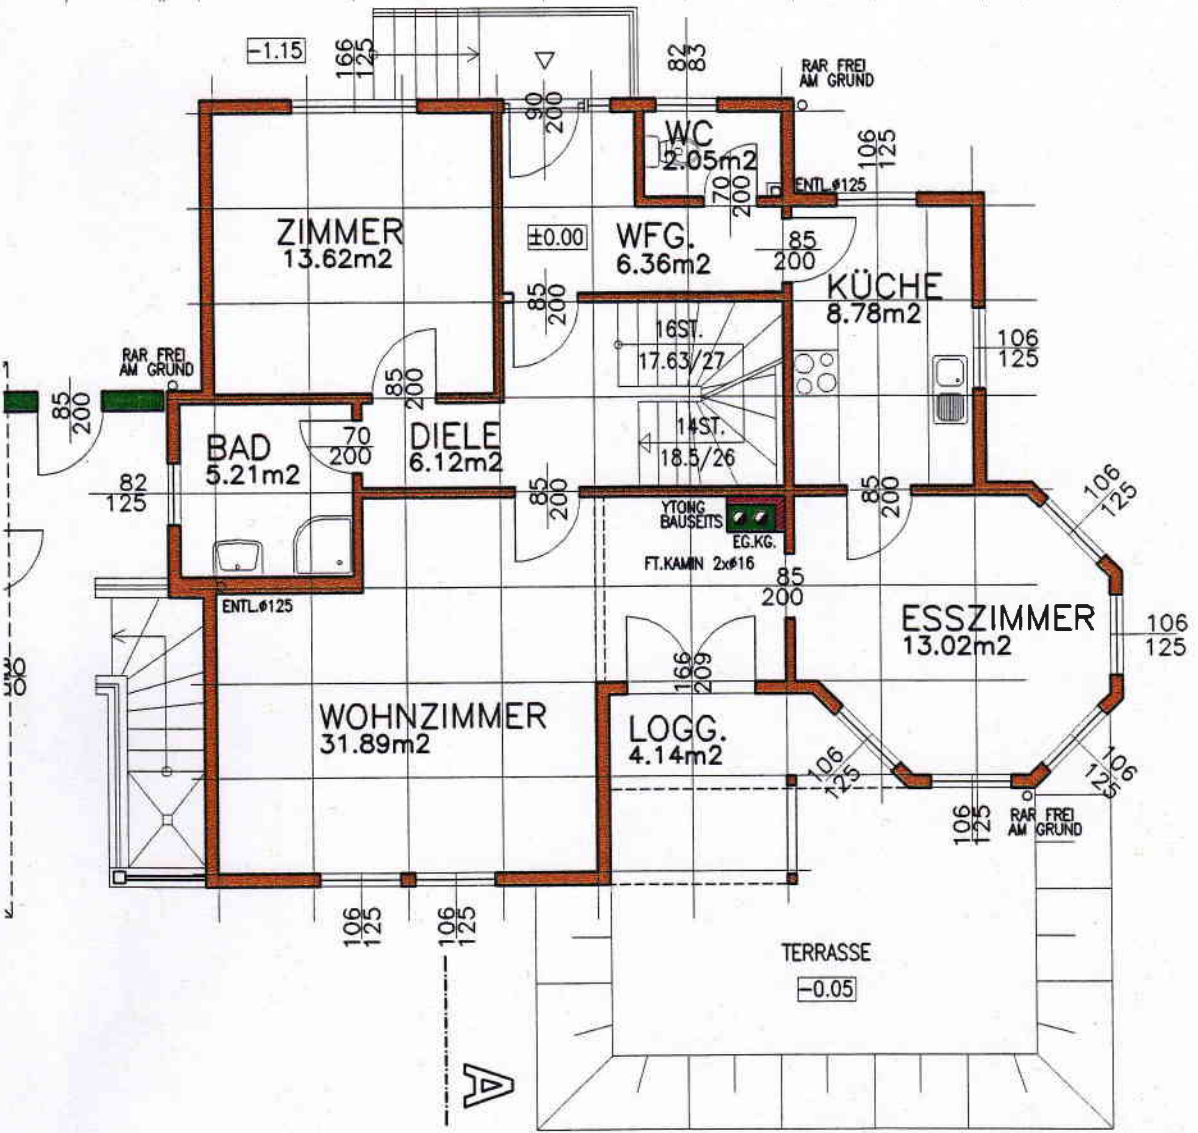 -1.15
166
125
82
83
RAR FREI
AM GRUND
90
200
WC
2.05m2
106
125
70
200
ENTL.ø125
ZIMMER
13.62m2
±0.00
WFG.
6.36m2
85
200
KÜCHE
8.78m2
85
200
16ST.
17.63/27
106
125
RAR FREI
AM GRUND
85
200
85
200
14ST.
18.5/26
BAD
5.21m2
70
200
DIELE
6.12m2
82
125
85
200
YTONG
BAUSEITS
EG.KG.
FT.KAMIN 2xø16
85
200
106
125
ENTL.ø125
85
200
ESSZIMMER
13.02m2
106
125
166
209
WOHNZIMMER
31.89m2
LOGG.
4.14m2
106
125
106
125
106
125
RAR FREI
AM GRUND
106
125
106
125
TERRASSE
-0.05
A